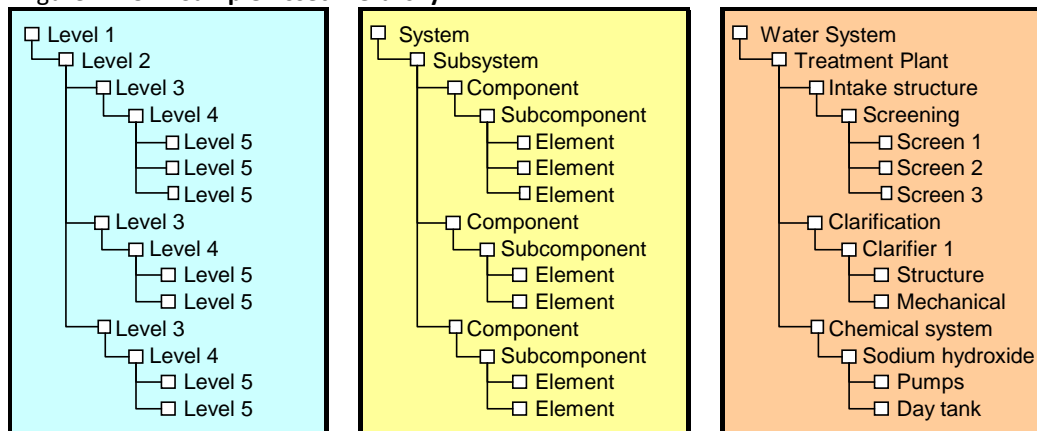 Level 1
Level 2
Level 3
Level 4
Level 5
Level 5
Level 5
Level 3
Level 4
Level 5
Level 5
Level 3
Level 4
Level 5
Level 5
System
Subsystem
Component
Subcomponent
Element
Element
Element
Component
Subcomponent
Element
Element
Component
Subcomponent
Element
Element
Water System
Treatment Plant
Intake structure
Screening
Screen 1
Screen 2
Screen 3
Clarification
Clarifier 1
Structure
Mechanical
Chemical system
Sodium hydroxide
Pumps
Day tank